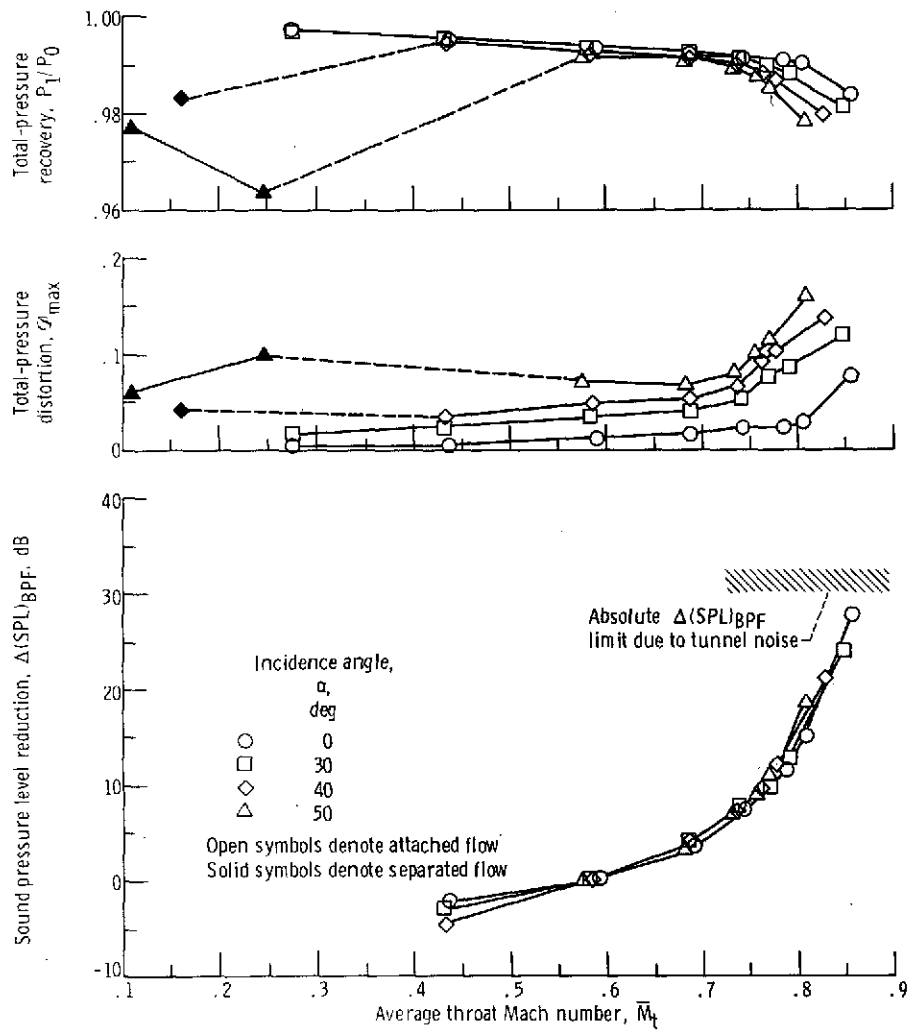 Total-pressure
recovery, P1/P0
1.00
.98
.96
Total-pressure
distortion, 𝒟max
.2
.1
0
Sound pressure level reduction, Δ(SPL)BPF, dB
40
30
20
10
0
-10
Absolute Δ(SPL)BPF
limit due to tunnel noise
Incidence angle,
α,
deg
0
30
40
50
Open symbols denote attached flow
Solid symbols denote separated flow
.1 .2 .3 .4 .5 .6 .7 .8 .9
Average throat Mach number, M̅t